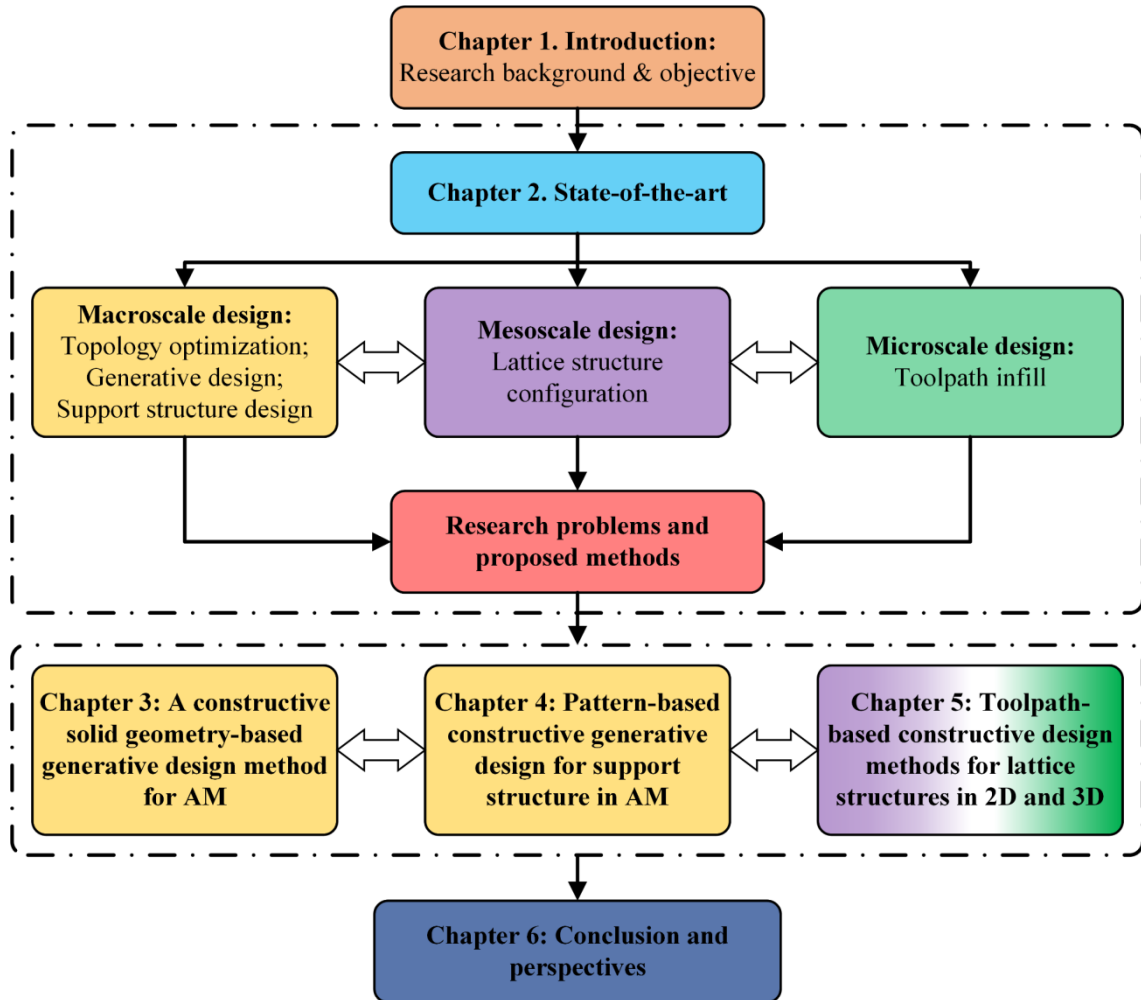 Chapter 1. Introduction:
Research background & objective
Chapter 2. State-of-the-art
Macroscale design:
Topology optimization;
Generative design;
Support structure design
Mesoscale design:
Lattice structure
configuration
Microscale design:
Toolpath infill
Research problems and
proposed methods
Chapter 3: A constructive
solid geometry-based
generative design method
for AM
Chapter 4: Pattern-based
constructive generative
design for support
structure in AM
Chapter 5: Toolpath-
based constructive design
methods for lattice
structures in 2D and 3D
Chapter 6: Conclusion and
perspectives